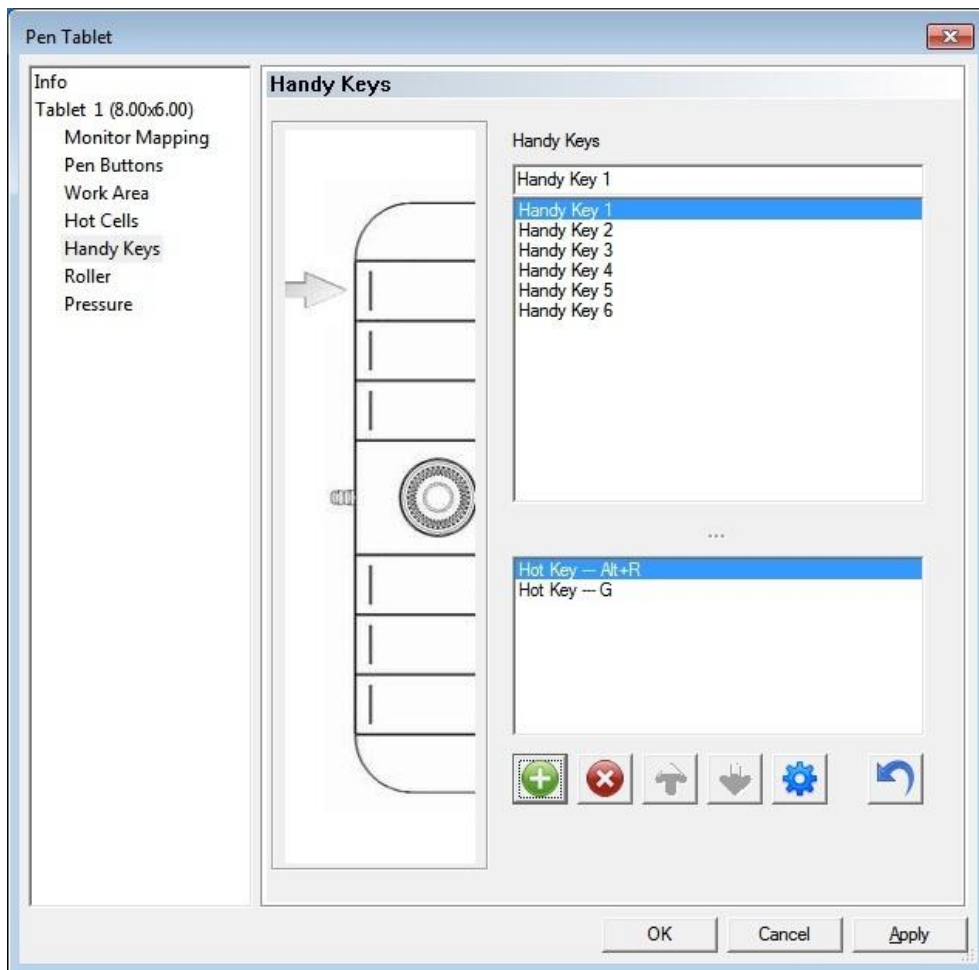 Pen Tablet
Info
Tablet 1 (8.00x6.00)
Monitor Mapping
Pen Buttons
Work Area
Hot Cells
Handy Keys
Roller
Pressure
Handy Keys
Handy Keys
Handy Key 1
Handy Key 1
Handy Key 2
Handy Key 3
Handy Key 4
Handy Key 5
Handy Key 6
...
Hot Key --- Alt+R
Hot Key --- G
OK
Cancel
Apply